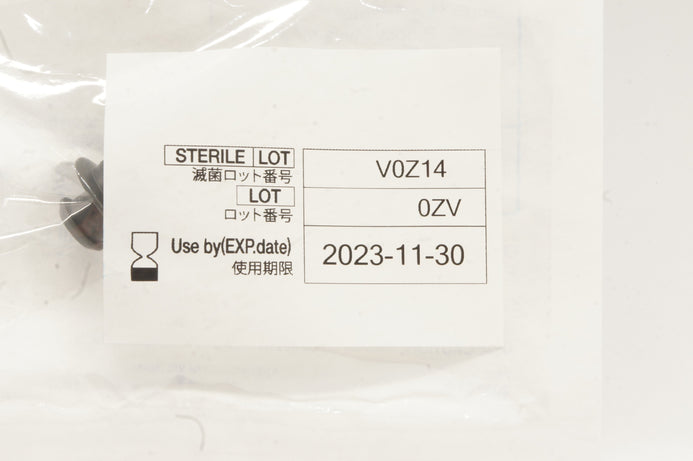 STERILE LOT V0Z14
滅菌ロット番号
LOT 0ZV
ロット番号
Use by(EXP.date) 2023-11-30
使用期限